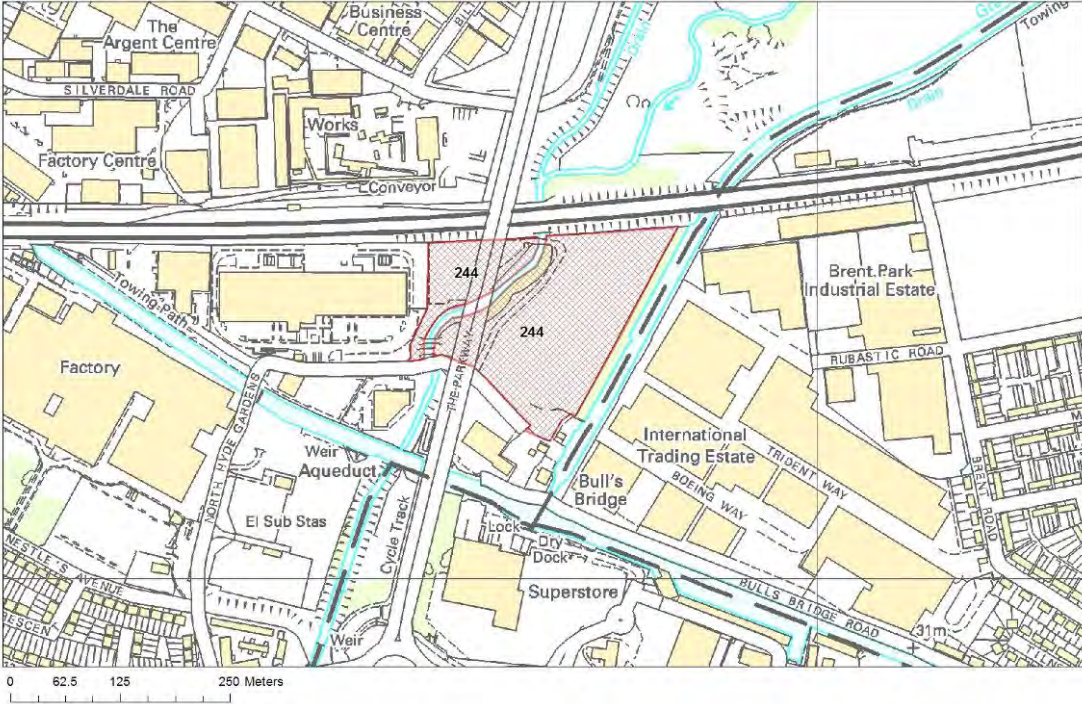 Business
Centre
The
Argent Centre
SILVERDALE ROAD
Works
Factory Centre
Conveyor
Drain
Towing
Drain
244
244
Towing Path
Factory
THE PARKWAY
NORTH HYDE GARDENS
Weir
Aqueduct
El Sub Stas
Cycle Track
Lock
Dry
Dock
Bull's
Bridge
Superstore
Weir
NESTLE'S AVENUE
Brent Park
Industrial Estate
RUBASTIC ROAD
International
Trading Estate
TRIDENT WAY
BOEING WAY
BRENT ROAD
BULLS BRIDGE ROAD
31m
0 62.5 125 250 Meters